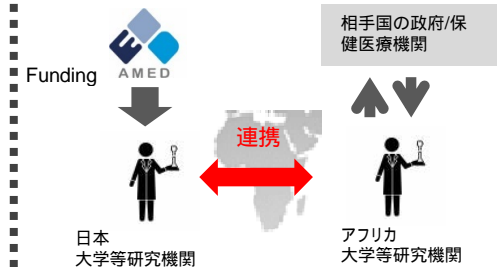 Funding
AMED
相手国の政府/保
健医療機関
連携
日本
大学等研究機関
アフリカ
大学等研究機関